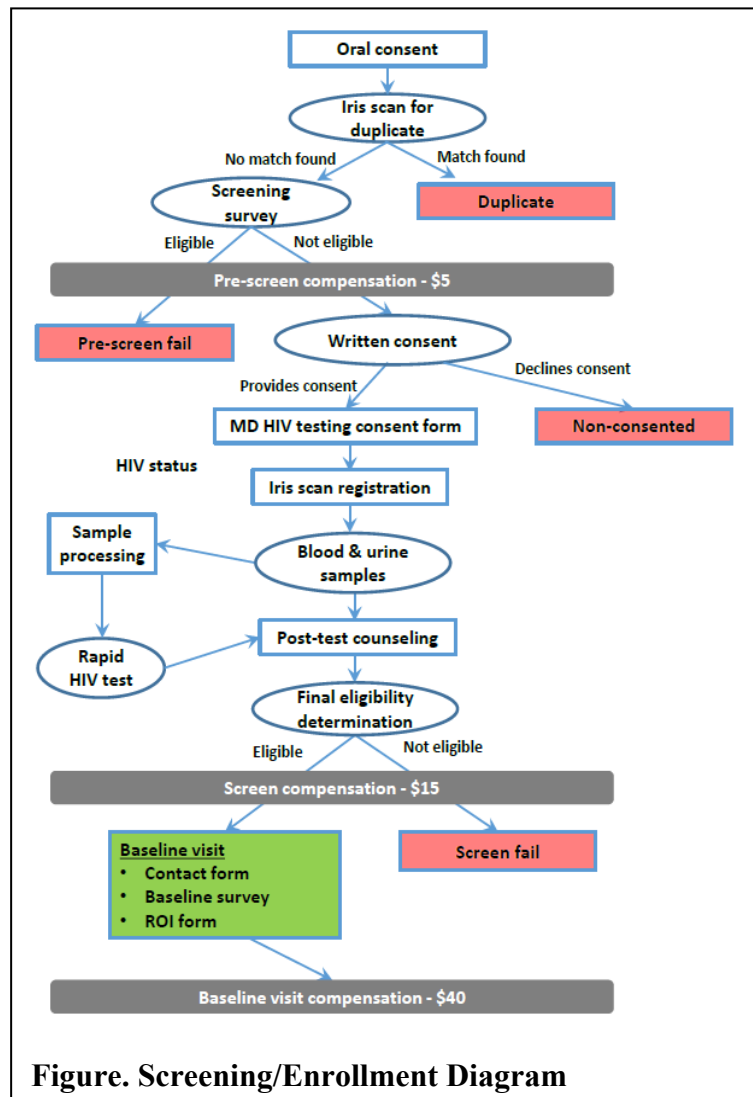 Oral consent
Iris scan for
duplicate
No match found
Match found
Screening
survey
Duplicate
Eligible
Not eligible
Pre-screen compensation - $5
Pre-screen fail
Written consent
Provides consent
Declines consent
MD HIV testing consent form
Non-consented
HIV status
Iris scan registration
Sample
processing
Blood & urine
samples
Post-test counseling
Rapid
HIV test
Final eligibility
determination
Eligible
Not eligible
Screen compensation - $15
Baseline visit
• Contact form
• Baseline survey
• ROI form
Screen fail
Baseline visit compensation - $40
Figure. Screening/Enrollment Diagram